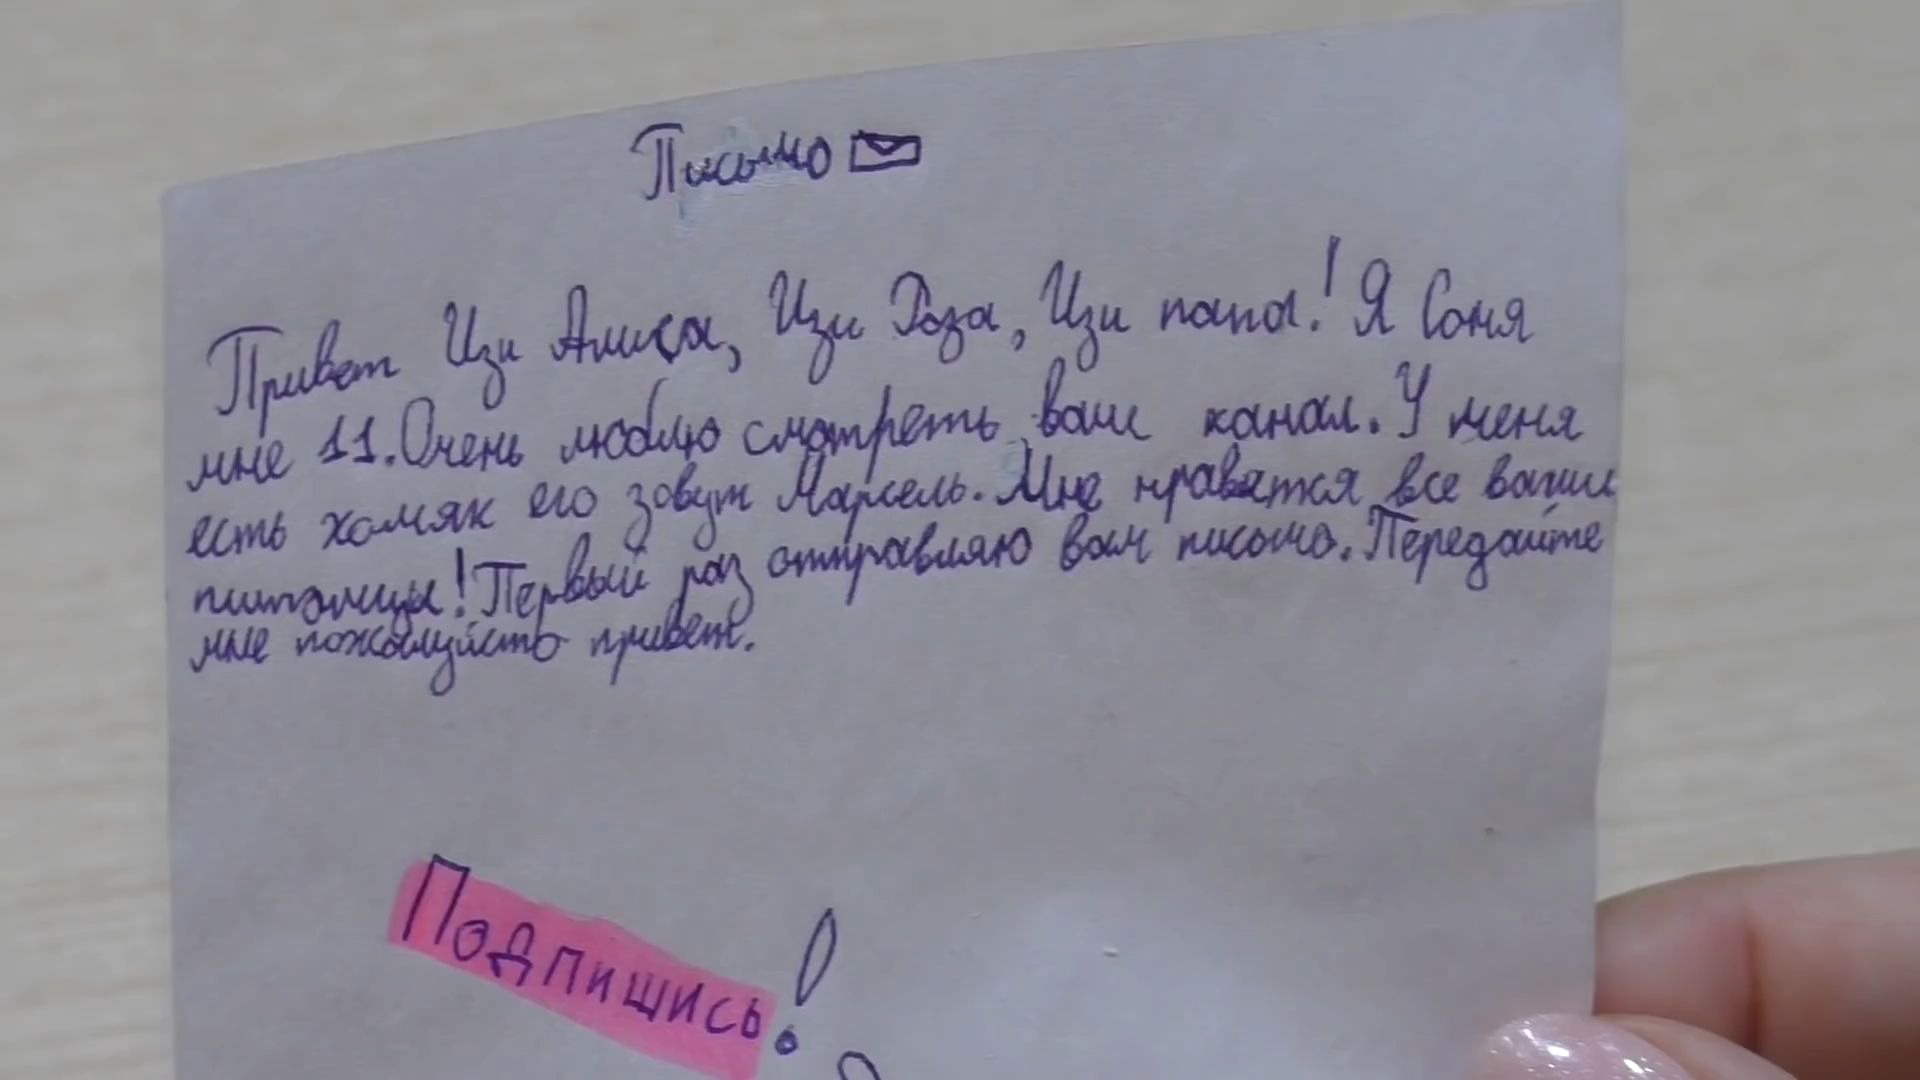 Письмо
Привет Изи Алиса, Изи Роза, Изи папа! Я Соня
мне 11. Очень люблю смотреть ваш канал. У меня
есть хомяк его зовут Марсель. Мне нравятся все ваши
питомцы! Первый раз отправляю вам письмо. Передайте
мне пожалуйсто привет.
Подпишись!